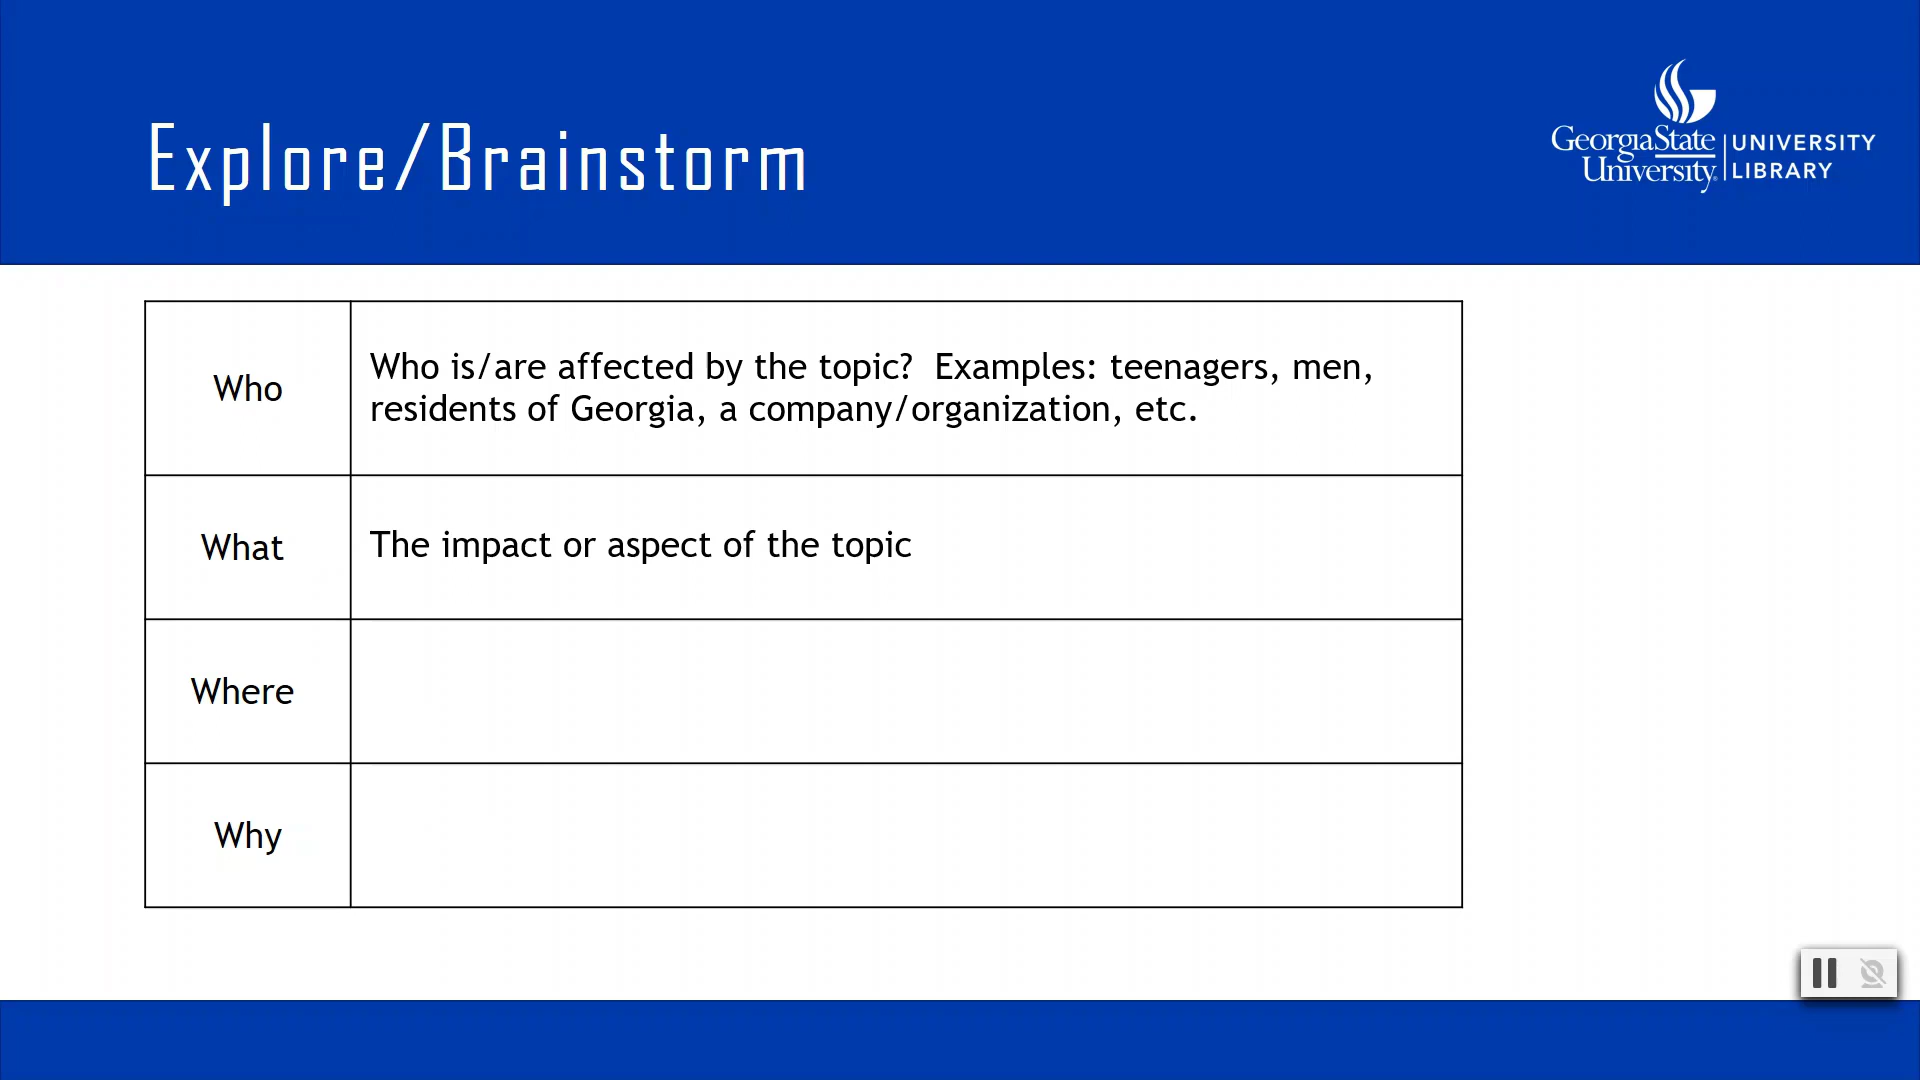 Explore/Brainstorm
GeorgiaState
University
UNIVERSITY
LIBRARY
Who
Who is/are affected by the topic?  Examples: teenagers, men,
residents of Georgia, a company/organization, etc.
What
The impact or aspect of the topic
Where
Why